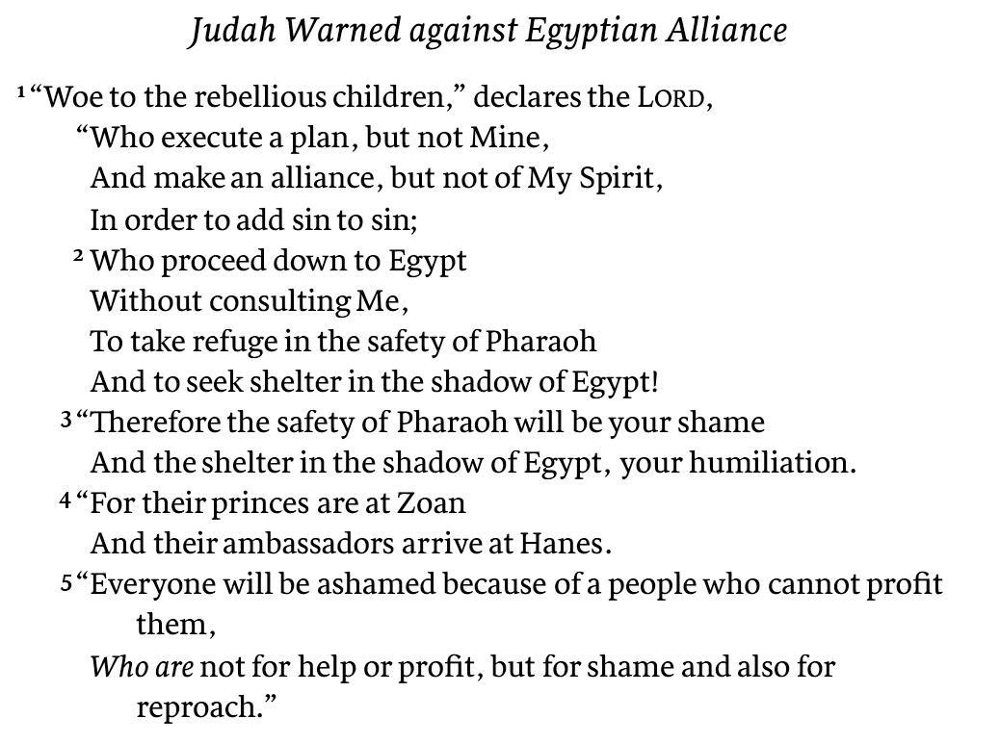 Judah Warned against Egyptian Alliance
¹ “Woe to the rebellious children,” declares the LORD,
“Who execute a plan, but not Mine,
And make an alliance, but not of My Spirit,
In order to add sin to sin;
² Who proceed down to Egypt
Without consulting Me,
To take refuge in the safety of Pharaoh
And to seek shelter in the shadow of Egypt!
³ “Therefore the safety of Pharaoh will be your shame
And the shelter in the shadow of Egypt, your humiliation.
⁴ “For their princes are at Zoan
And their ambassadors arrive at Hanes.
⁵ “Everyone will be ashamed because of a people who cannot profit
them,
Who are not for help or profit, but for shame and also for
reproach.”